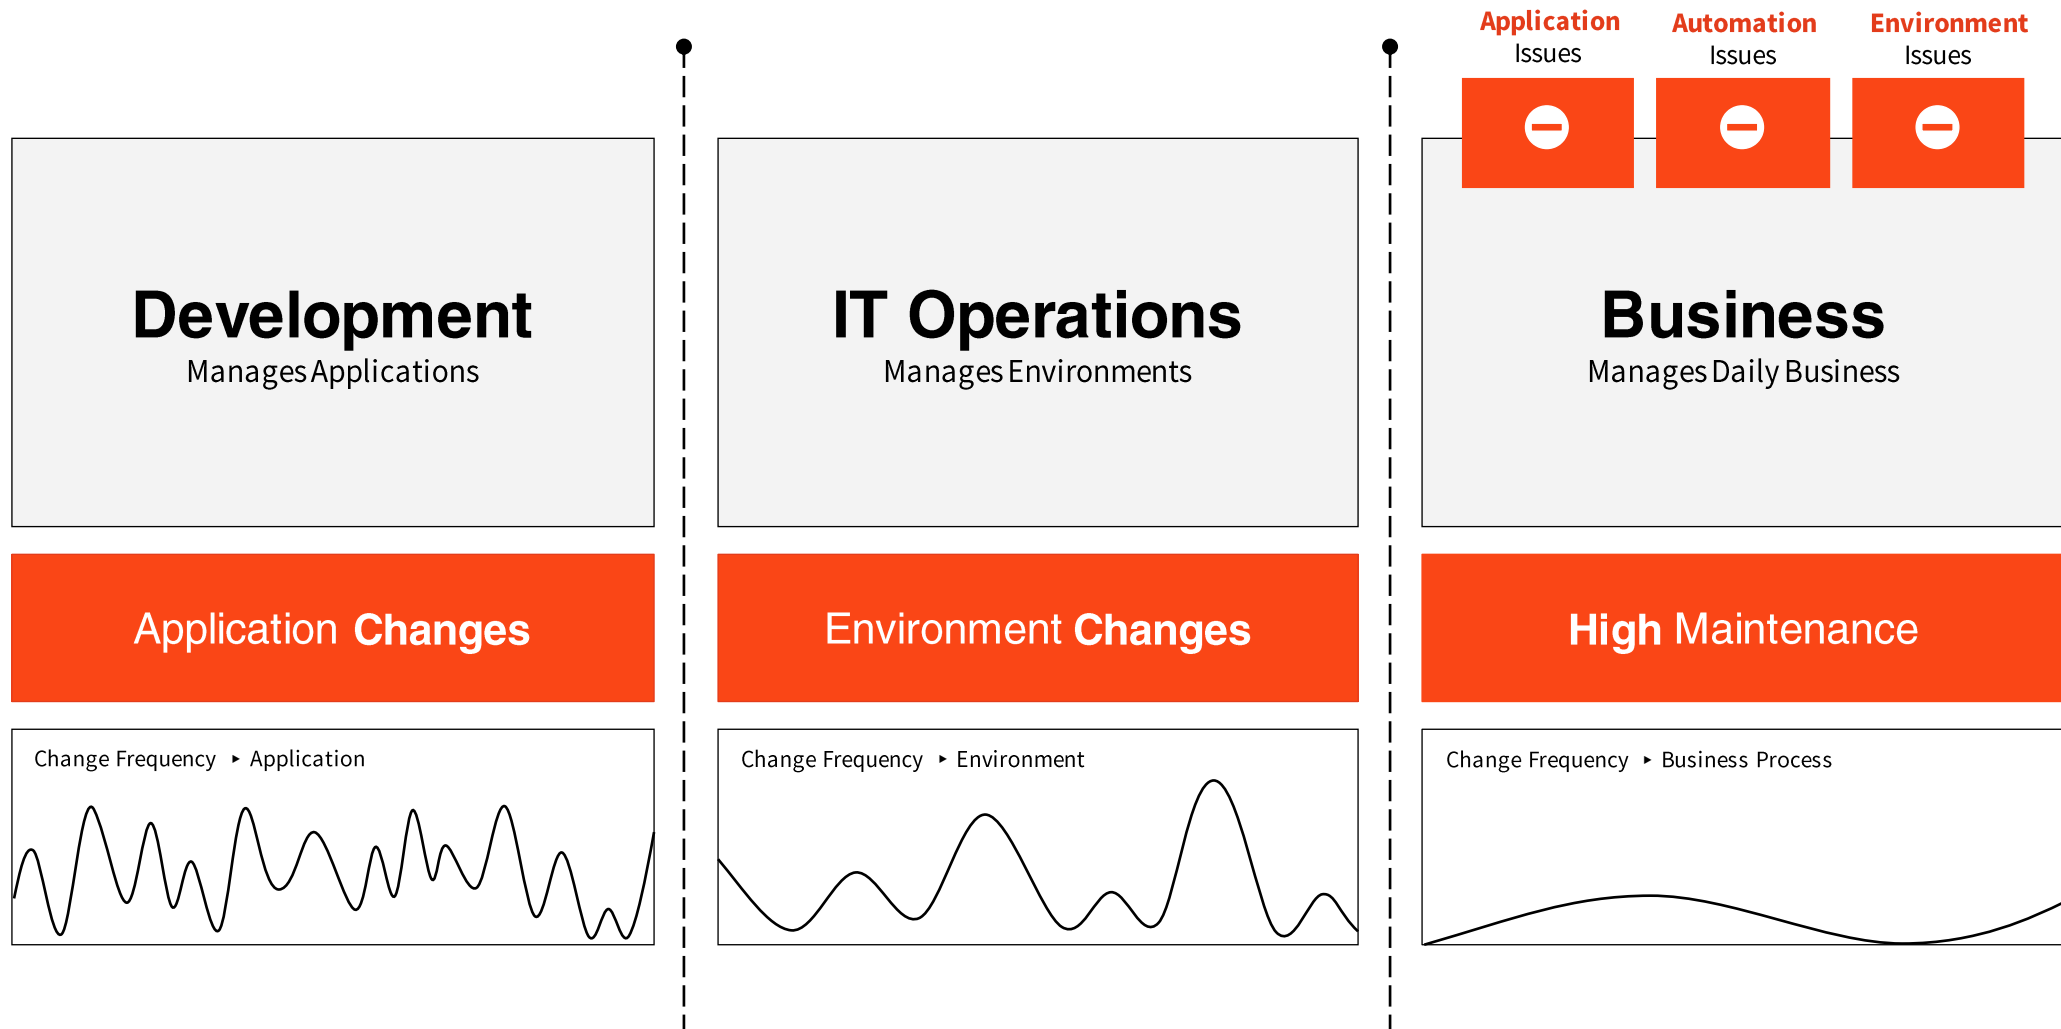 Application
Issues
Automation
Issues
Environment
Issues
Development
Manages Applications
IT Operations
Manages Environments
Business
Manages Daily Business
Application Changes
Environment Changes
High Maintenance
Change Frequency ▸ Application
Change Frequency ▸ Environment
Change Frequency ▸ Business Process